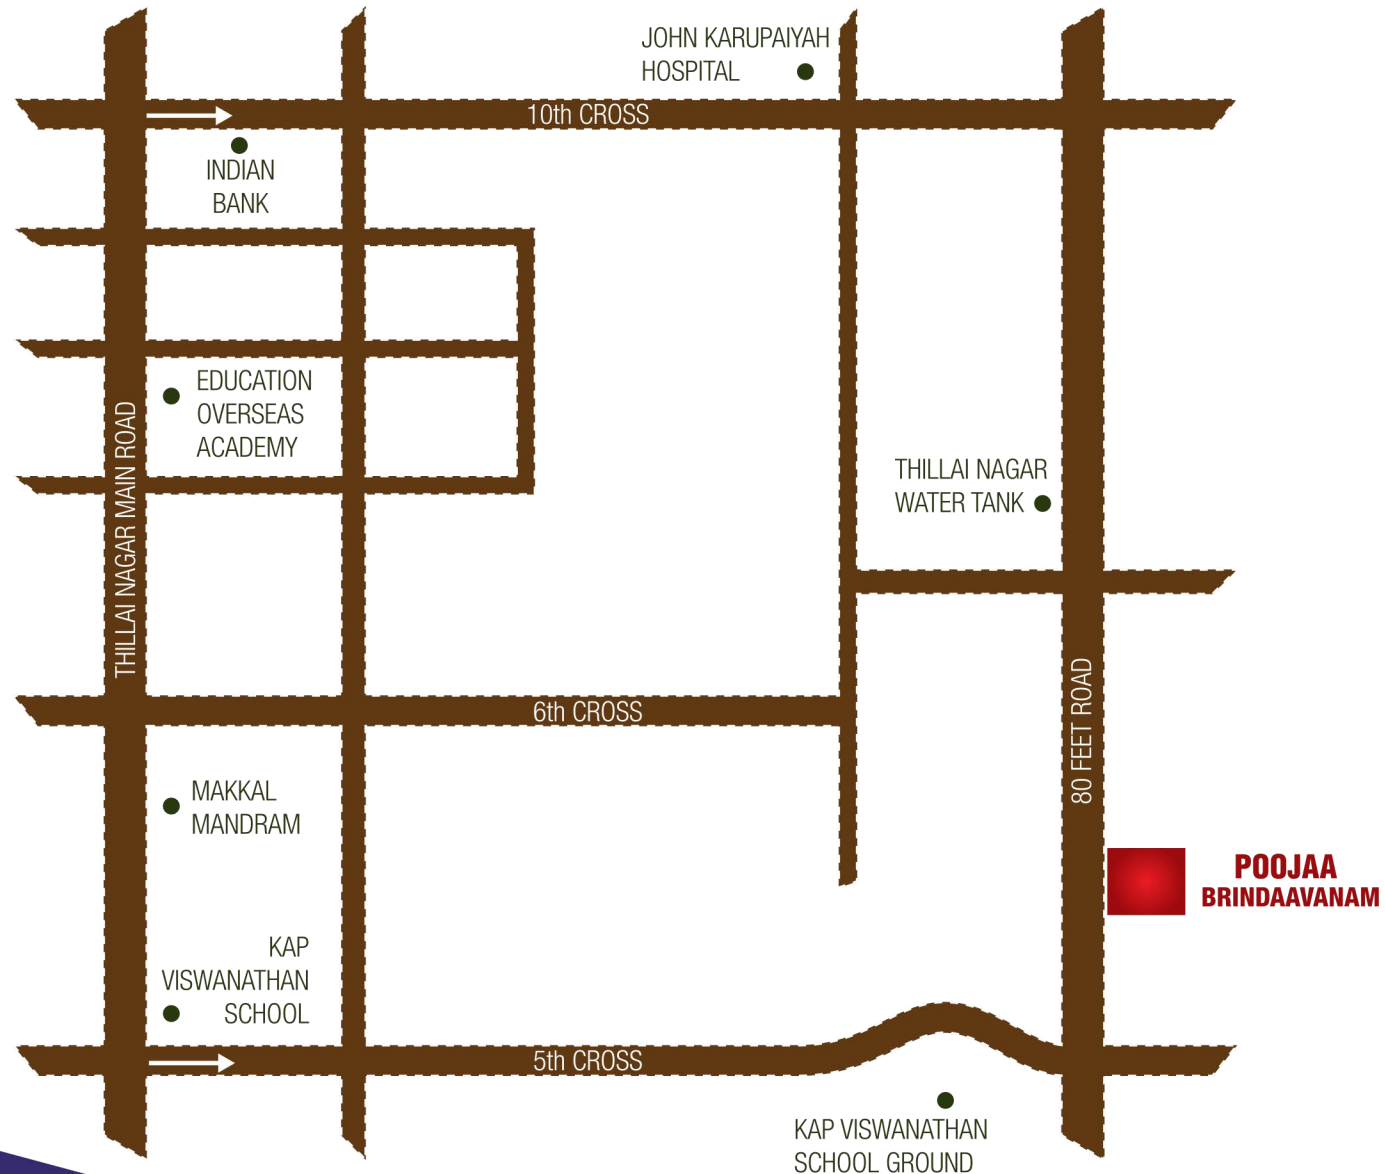 JOHN KARUPAIYAH
HOSPITAL
10th CROSS
INDIAN
BANK
EDUCATION
OVERSEAS
ACADEMY
THILLAI NAGAR MAIN ROAD
THILLAI NAGAR
WATER TANK
6th CROSS
80 FEET ROAD
MAKKAL
MANDRAM
POOJAA
BRINDAAVANAM
KAP
VISWANATHAN
SCHOOL
5th CROSS
KAP VISWANATHAN
SCHOOL GROUND